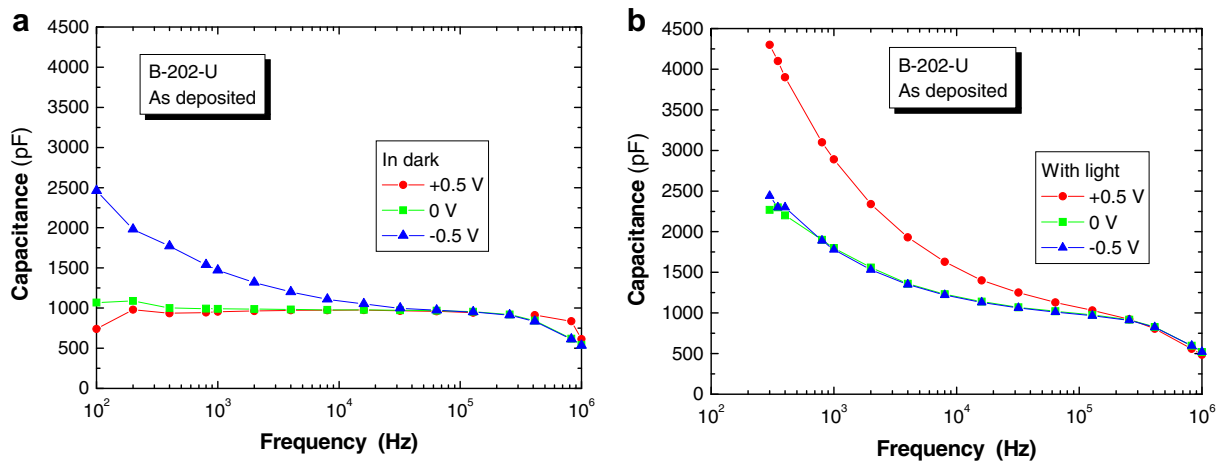 a
4500
4000
3500
3000
2500
2000
1500
1000
500
0
Capacitance (pF)
B-202-U
As deposited
In dark
+0.5 V
0 V
-0.5 V
10² 10³ 10⁴ 10⁵ 10⁶
Frequency (Hz)
b
4500
4000
3500
3000
2500
2000
1500
1000
500
0
Capacitance (pF)
B-202-U
As deposited
With light
+0.5 V
0 V
-0.5 V
10² 10³ 10⁴ 10⁵ 10⁶
Frequency (Hz)